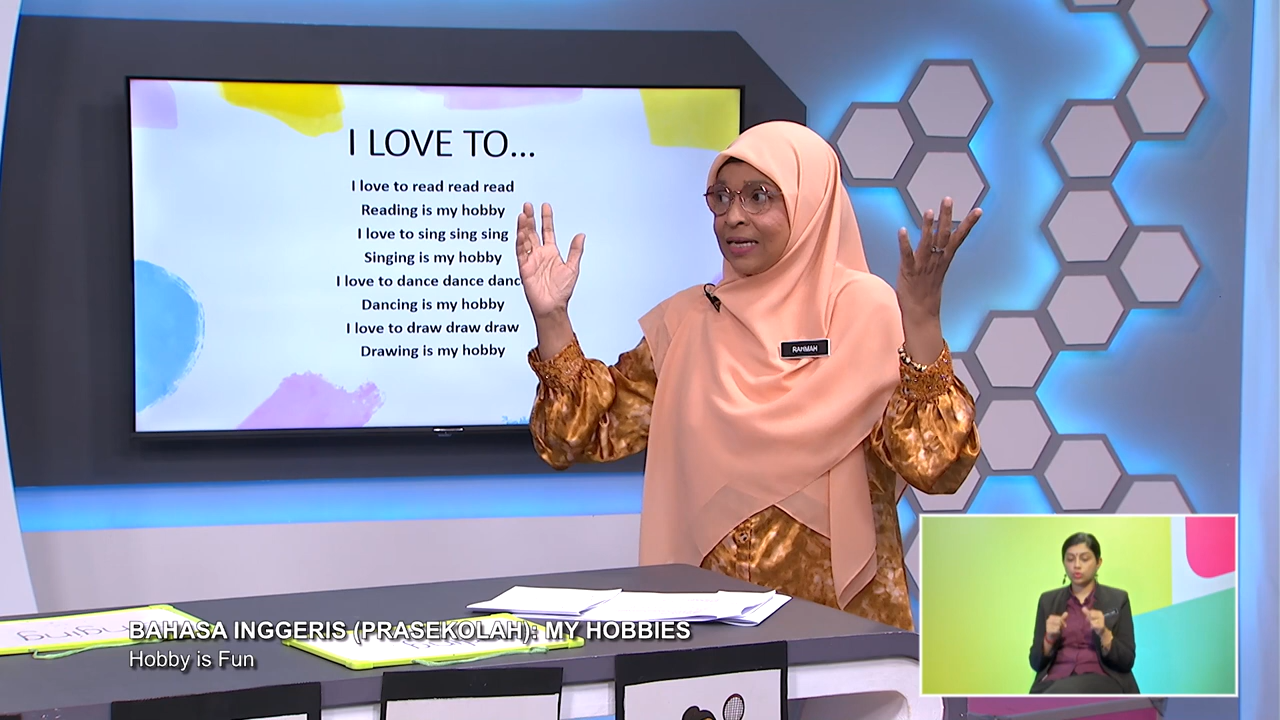 I LOVE TO...
I love to read read read
Reading is my hobby
I love to sing sing sing
Singing is my hobby
I love to dance dance danc
Dancing is my hobby
I love to draw draw draw
Drawing is my hobby
RAHMAH
BAHASA INGGERIS (PRASEKOLAH): MY HOBBIES
Hobby is Fun